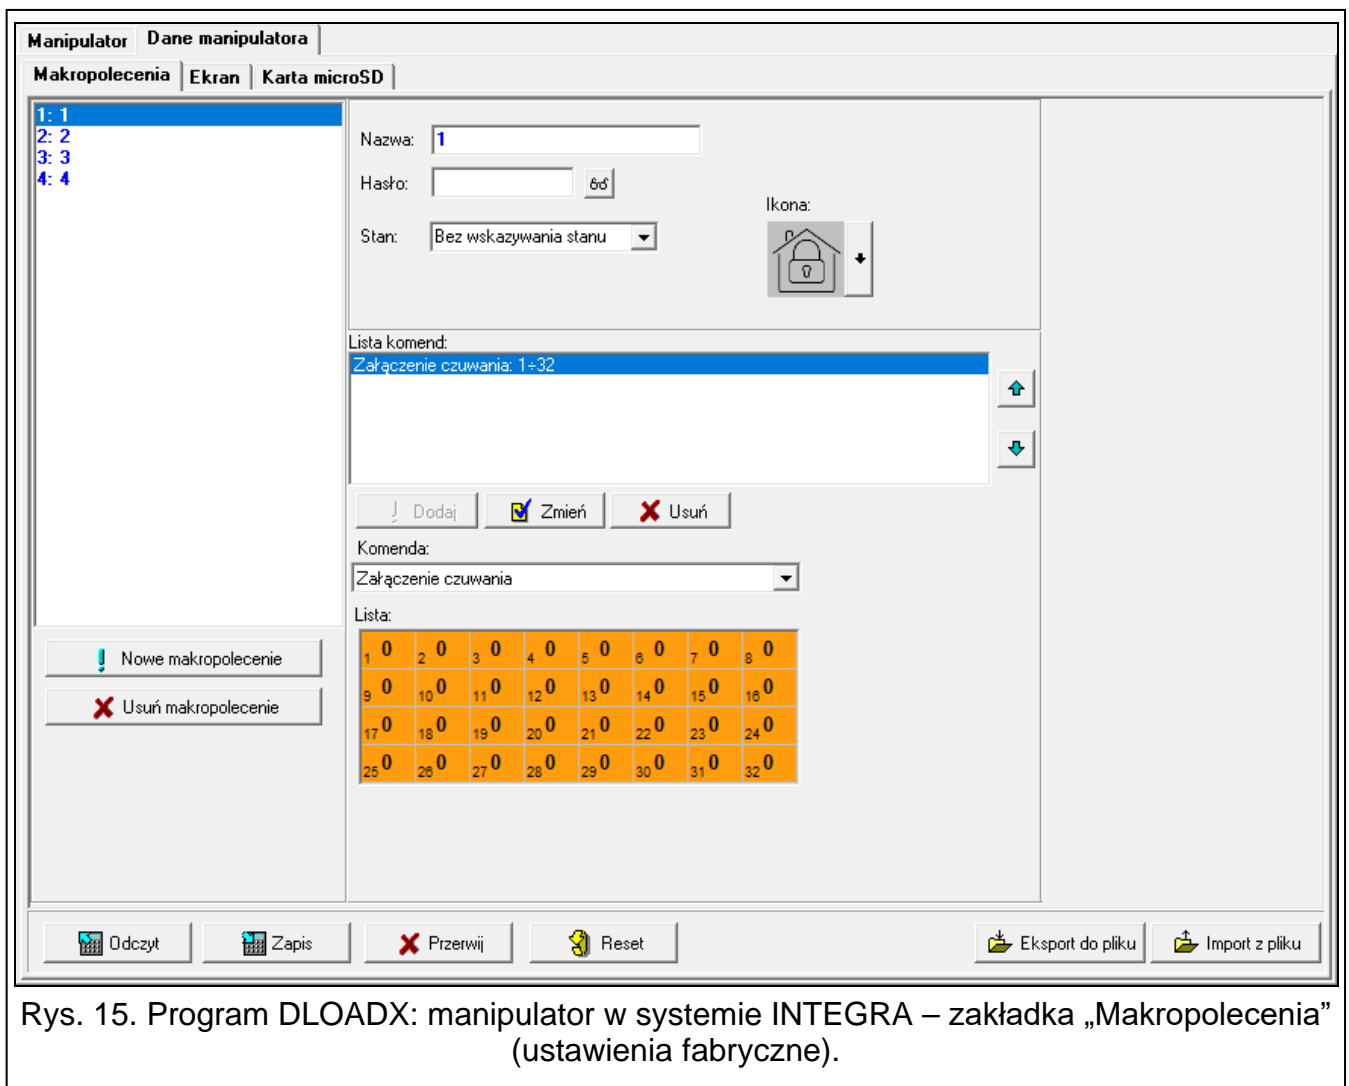 Manipulator Dane manipulatora
Makropolecenia Ekran Karta microSD
1: 1
2: 2
3: 3
4: 4
Nazwa: 1
Hasło:
Ikona:
Stan: Bez wskazywania stanu
Lista komend:
Załączenie czuwania: 1÷32
Dodaj Zmień Usuń
Komenda:
Załączenie czuwania
Lista:
1 0 2 0 3 0 4 0 5 0 6 0 7 0 8 0
9 0 10 0 11 0 12 0 13 0 14 0 15 0 16 0
17 0 18 0 19 0 20 0 21 0 22 0 23 0 24 0
25 0 26 0 27 0 28 0 29 0 30 0 31 0 32 0
Nowe makropolecenie
Usuń makropolecenie
Odczyt Zapis Przerwij Reset Eksport do pliku Import z pliku
Rys. 15. Program DLOADX: manipulator w systemie INTEGRA – zakładka „Makropolecenia”
(ustawienia fabryczne).